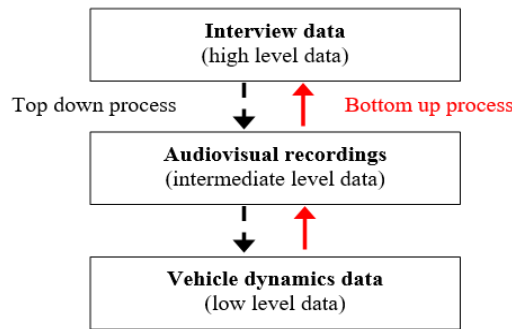 Interview data
(high level data)
Top down process
Bottom up process
Audiovisual recordings
(intermediate level data)
Vehicle dynamics data
(low level data)